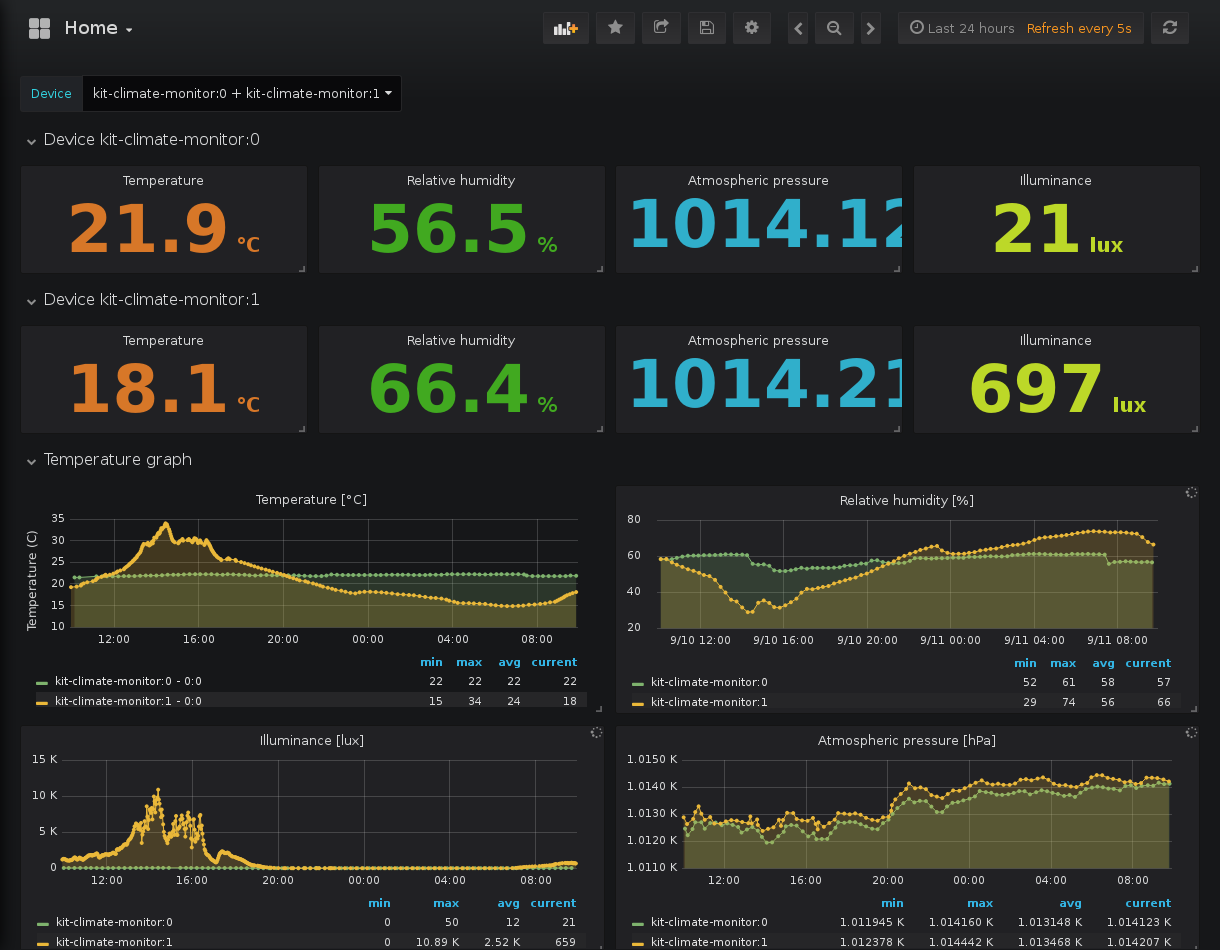 Home
Last 24 hours Refresh every 5s
Device kit-climate-monitor:0 + kit-climate-monitor:1
Device kit-climate-monitor:0
Temperature Relative humidity Atmospheric pressure Illuminance
21.9 °C 56.5 % 1014.12 21 lux
Device kit-climate-monitor:1
Temperature Relative humidity Atmospheric pressure Illuminance
18.1 °C 66.4 % 1014.21 697 lux
Temperature graph
Temperature [°C]
Temperature (C)
35
30
25
20
15
10
12:00 16:00 20:00 00:00 04:00 08:00
min max avg current
kit-climate-monitor:0 - 0:0 22 22 22 22
kit-climate-monitor:1 - 0:0 15 34 24 18
Relative humidity [%]
80
60
40
20
9/10 12:00 9/10 16:00 9/10 20:00 9/11 00:00 9/11 04:00 9/11 08:00
min max avg current
kit-climate-monitor:0 52 61 58 57
kit-climate-monitor:1 29 74 56 66
Illuminance [lux]
15 K
10 K
5 K
0
12:00 16:00 20:00 00:00 04:00 08:00
min max avg current
kit-climate-monitor:0 0 50 12 21
kit-climate-monitor:1 0 10.89 K 2.52 K 659
Atmospheric pressure [hPa]
1.0150 K
1.0140 K
1.0130 K
1.0120 K
1.0110 K
12:00 16:00 20:00 00:00 04:00 08:00
min max avg current
kit-climate-monitor:0 1.011945 K 1.014160 K 1.013148 K 1.014123 K
kit-climate-monitor:1 1.012378 K 1.014442 K 1.013468 K 1.014207 K